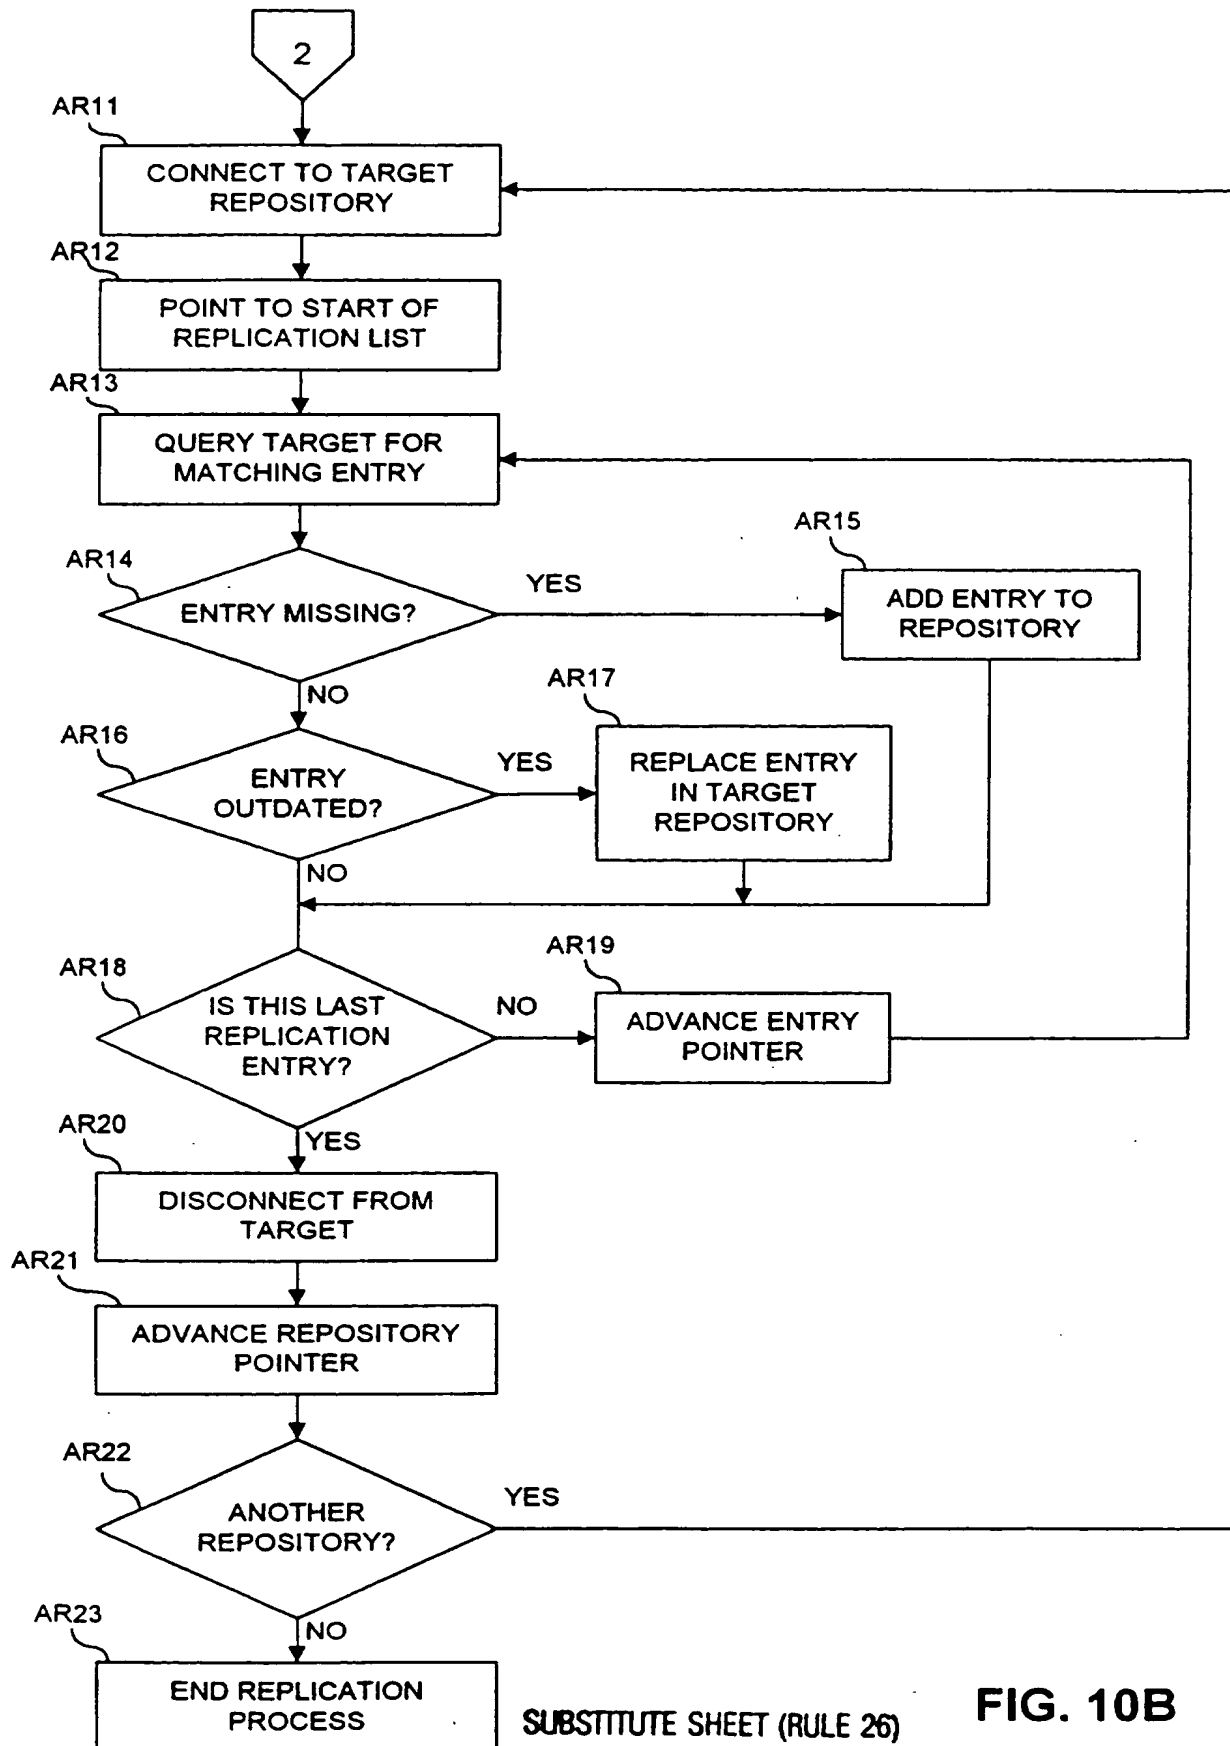 2
AR11
CONNECT TO TARGET
REPOSITORY
AR12
POINT TO START OF
REPLICATION LIST
AR13
QUERY TARGET FOR
MATCHING ENTRY
AR14
ENTRY MISSING?
YES
AR15
ADD ENTRY TO
REPOSITORY
NO
AR16
ENTRY
OUTDATED?
YES
AR17
REPLACE ENTRY
IN TARGET
REPOSITORY
NO
AR18
IS THIS LAST
REPLICATION
ENTRY?
NO
AR19
ADVANCE ENTRY
POINTER
YES
AR20
DISCONNECT FROM
TARGET
AR21
ADVANCE REPOSITORY
POINTER
AR22
ANOTHER
REPOSITORY?
YES
NO
AR23
END REPLICATION
PROCESS
SUBSTITUTE SHEET (RULE 26)
FIG. 10B